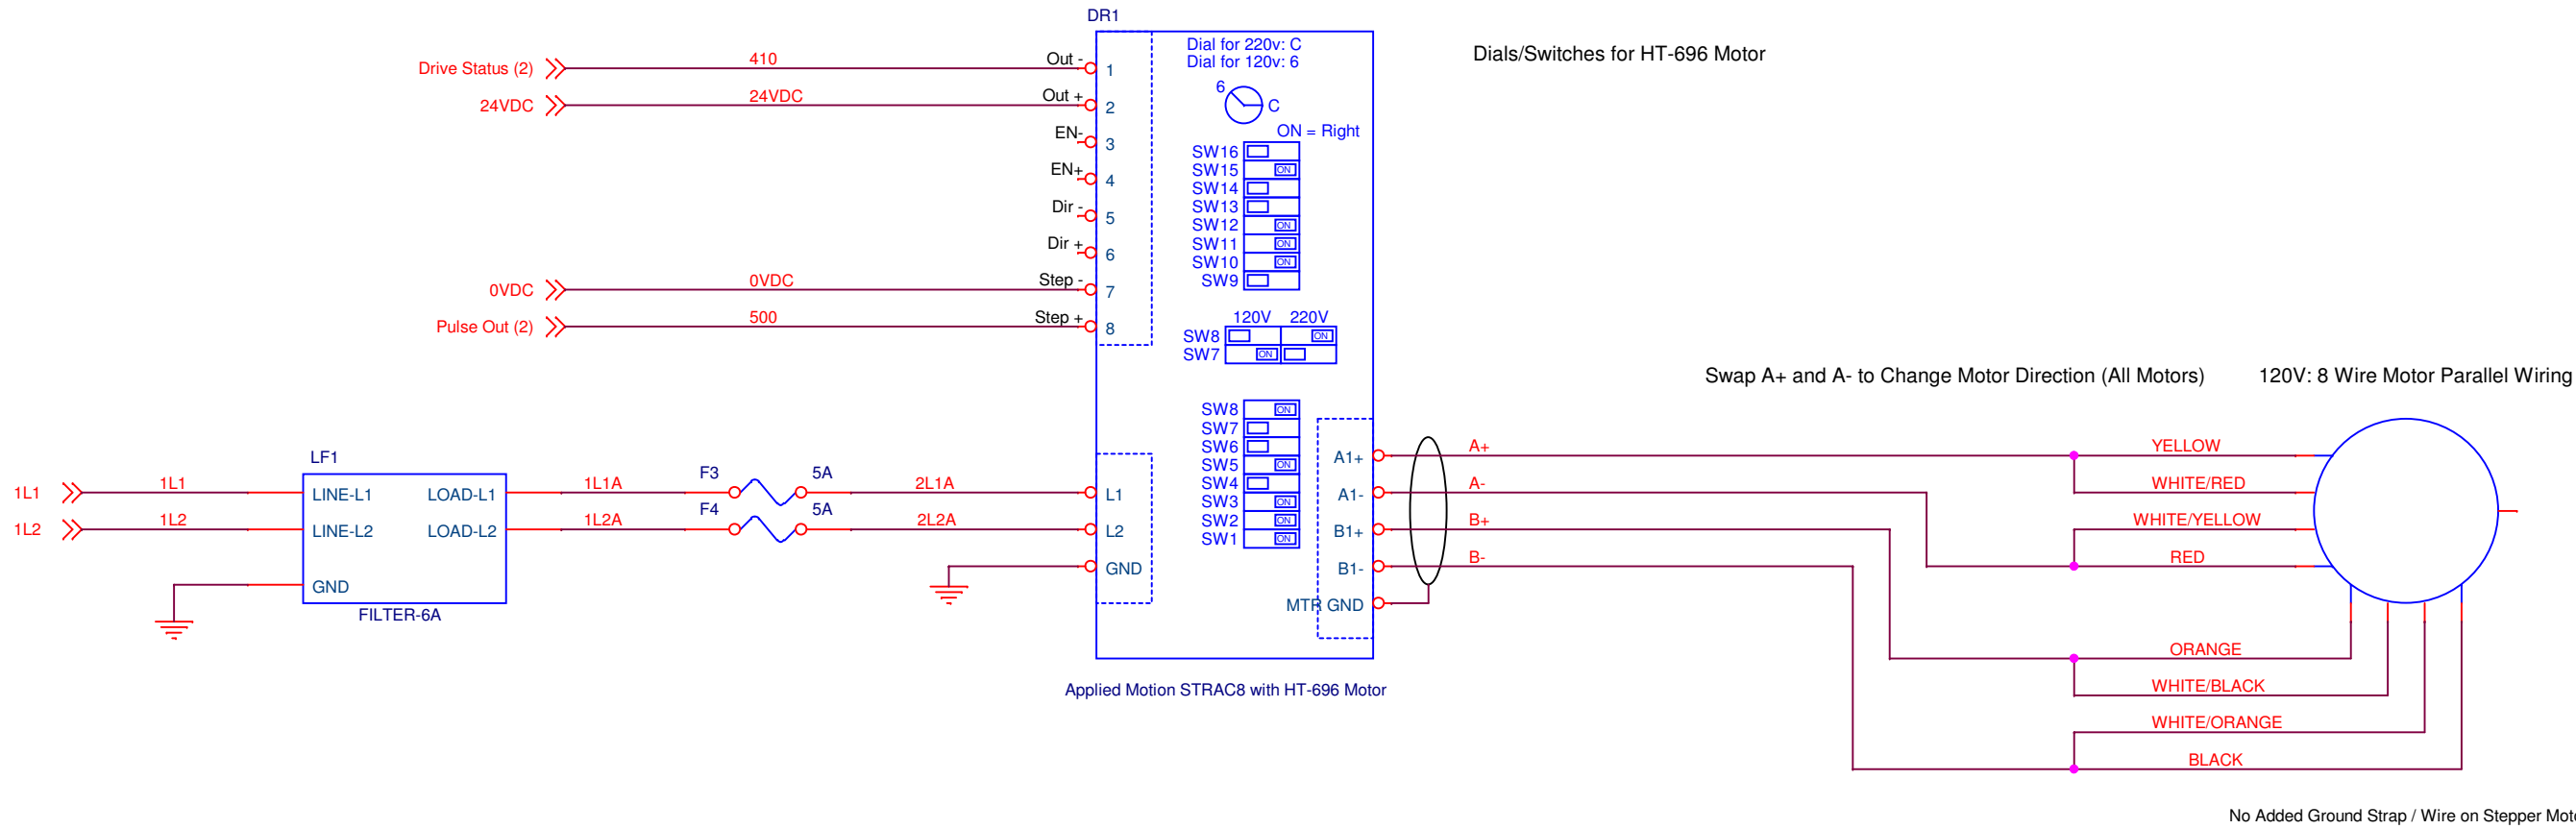 DR1
Dial for 220v: C
Dial for 120v: 6
Dials/Switches for HT-696 Motor
Drive Status (2)
410
Out -
1
24VDC
24VDC
Out +
2
6
C
EN-
3
ON = Right
EN+
4
SW16
SW15 ON
SW14
SW13
SW12 ON
SW11 ON
SW10 ON
SW9
Dir -
5
Dir +
6
0VDC
0VDC
Step -
7
Pulse Out (2)
500
Step +
8
120V 220V
SW8 ON
SW7 ON
Swap A+ and A- to Change Motor Direction (All Motors)
120V: 8 Wire Motor Parallel Wiring
SW8 ON
SW7
SW6
SW5 ON
SW4
SW3 ON
SW2 ON
SW1 ON
LF1
1L1
1L1
LINE-L1
LOAD-L1
1L1A
F3
5A
2L1A
L1
1L2
1L2
LINE-L2
LOAD-L2
1L2A
F4
5A
2L2A
L2
GND
FILTER-6A
GND
A1+
A+
YELLOW
A1-
A-
WHITE/RED
B1+
B+
WHITE/YELLOW
B1-
B-
RED
MTR GND
ORANGE
WHITE/BLACK
WHITE/ORANGE
BLACK
Applied Motion STRAC8 with HT-696 Motor
No Added Ground Strap / Wire on Stepper